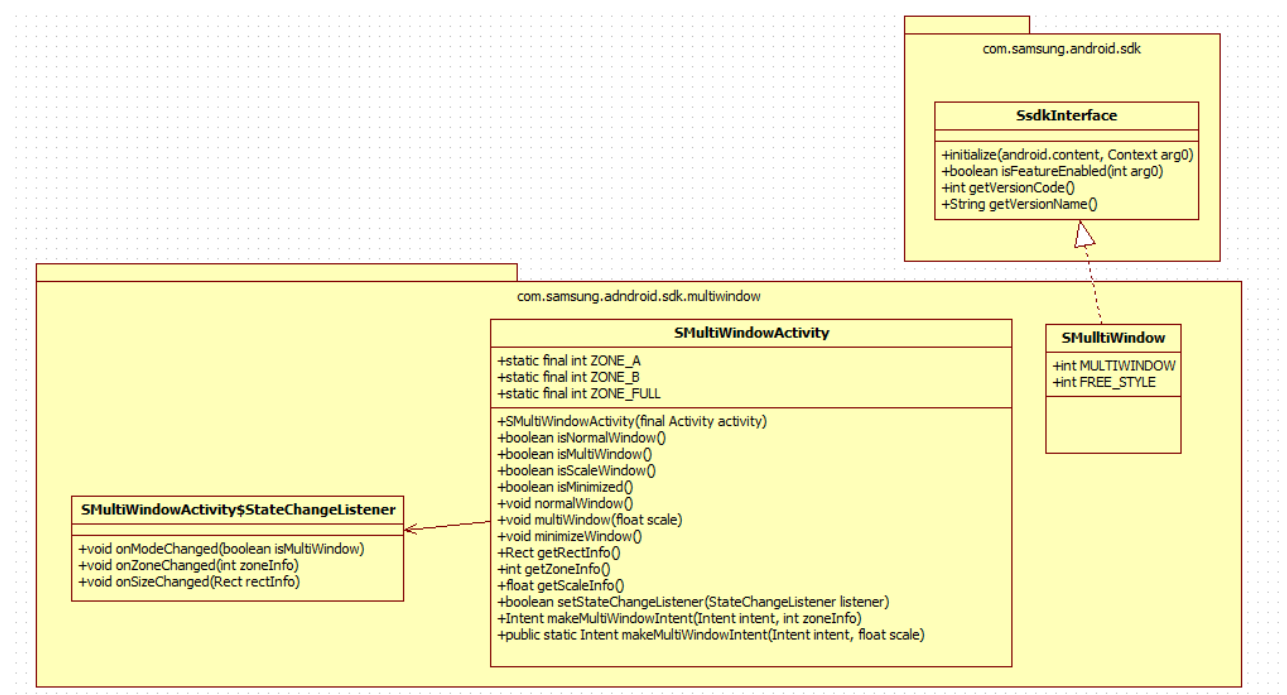 com.samsung.android.sdk
SsdkInterface
+initialize(android.content, Context arg0)
+boolean isFeatureEnabled(int arg0)
+int getVersionCode()
+String getVersionName()
com.samsung.adndroid.sdk.multiwindow
SMultiWindowActivity
+static final int ZONE_A
+static final int ZONE_B
+static final int ZONE_FULL
+SMultiWindowActivity(final Activity activity)
+boolean isNormalWindow()
+boolean isMultiWindow()
+boolean isScaleWindow()
+boolean isMinimized()
+void normalWindow()
+void multiWindow(float scale)
+void minimizeWindow()
+Rect getRectInfo()
+int getZoneInfo()
+float getScaleInfo()
+boolean setStateChangeListener(StateChangeListener listener)
+Intent makeMultiWindowIntent(Intent intent, int zoneInfo)
+public static Intent makeMultiWindowIntent(Intent intent, float scale)
SMulltiWindow
+int MULTIWINDOW
+int FREE_STYLE
SMultiWindowActivity$StateChangeListener
+void onModeChanged(boolean isMultiWindow)
+void onZoneChanged(int zoneInfo)
+void onSizeChanged(Rect rectInfo)